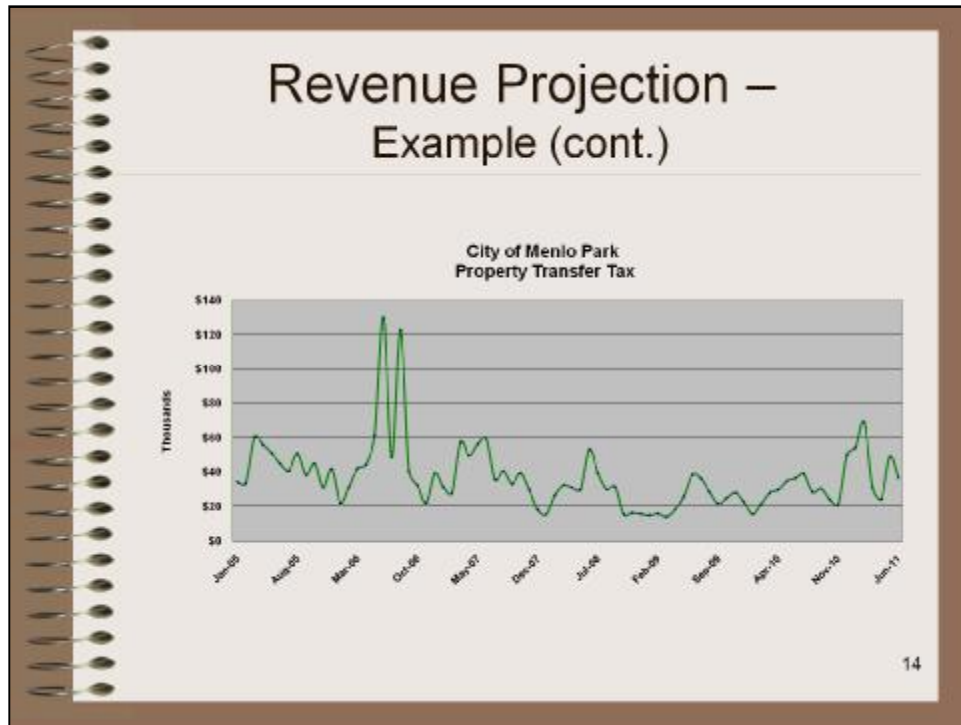 Revenue Projection –
Example (cont.)
City of Menlo Park
Property Transfer Tax
Thousands
$140
$120
$100
$80
$60
$40
$20
$0
Jan-05
Aug-05
Mar-06
Oct-06
May-07
Dec-07
Jul-08
Feb-09
Sep-09
Apr-10
Nov-10
Jun-11
14